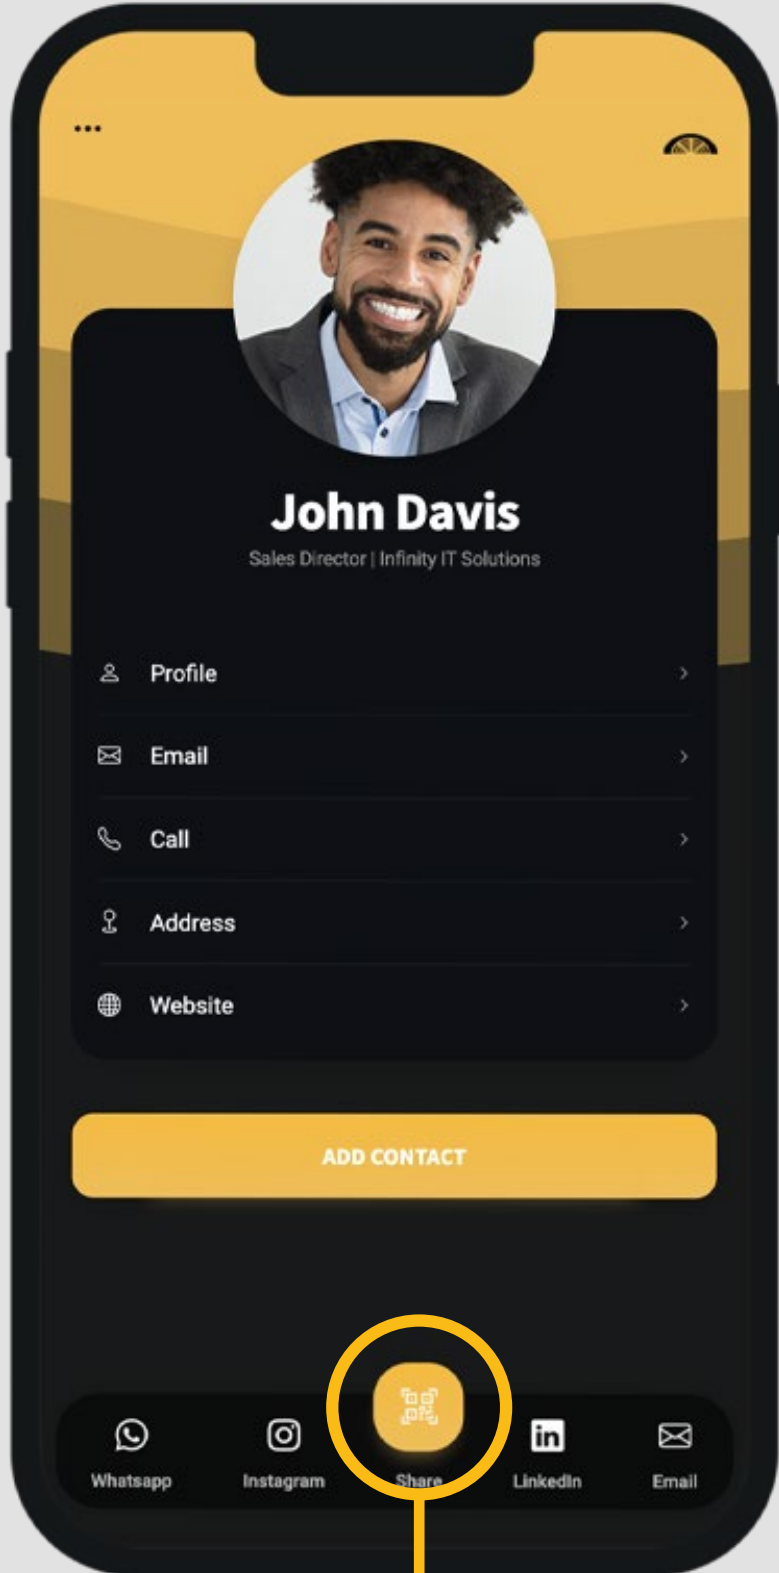 John Davis
Sales Director | Infinity IT Solutions
Profile
Email
Call
Address
Website
ADD CONTACT
Whatsapp
Instagram
Share
LinkedIn
Email